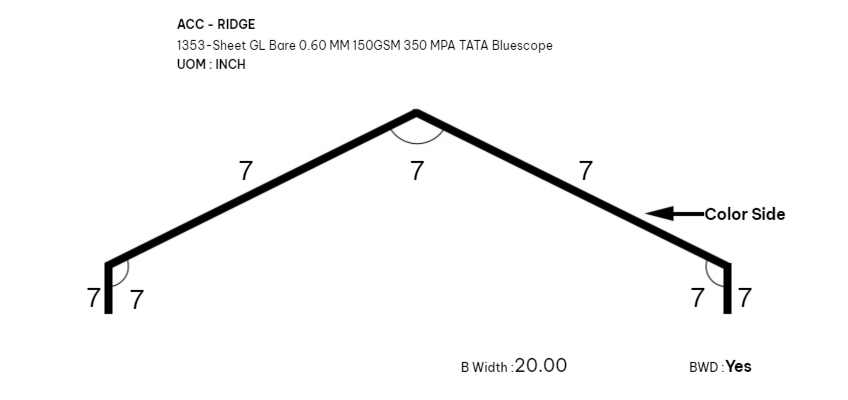 ACC - RIDGE
1353-Sheet GL Bare 0.60 MM 150GSM 350 MPA TATA Bluescope
UOM : INCH
7 7 7
Color Side
7 7 7 7
B Width :20.00 BWD :Yes